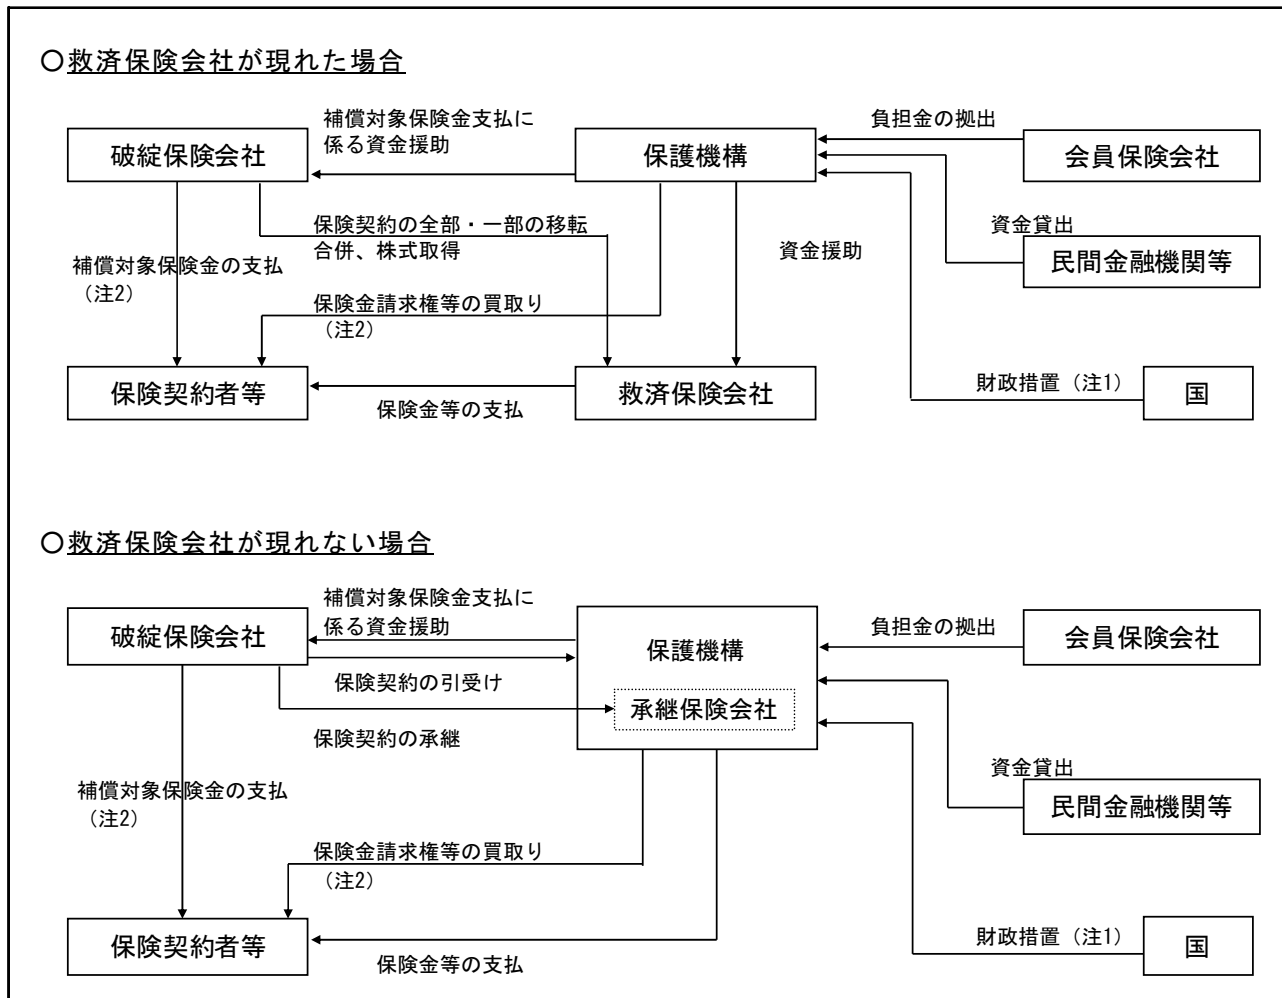 〇救済保険会社が現れた場合
補償対象保険金支払に
係る資金援助
負担金の拠出
破綻保険会社
保護機構
会員保険会社
保険契約の全部・一部の移転
合併、株式取得
資金援助
資金貸出
民間金融機関等
補償対象保険金の支払
（注2）
保険金請求権等の買取り
（注2）
財政措置（注1）
国
保険契約者等
救済保険会社
保険金等の支払
〇救済保険会社が現れない場合
補償対象保険金支払に
係る資金援助
負担金の拠出
破綻保険会社
保護機構
会員保険会社
保険契約の引受け
承継保険会社
保険契約の承継
資金貸出
民間金融機関等
補償対象保険金の支払
（注2）
保険金請求権等の買取り
（注2）
財政措置（注1）
国
保険契約者等
保険金等の支払